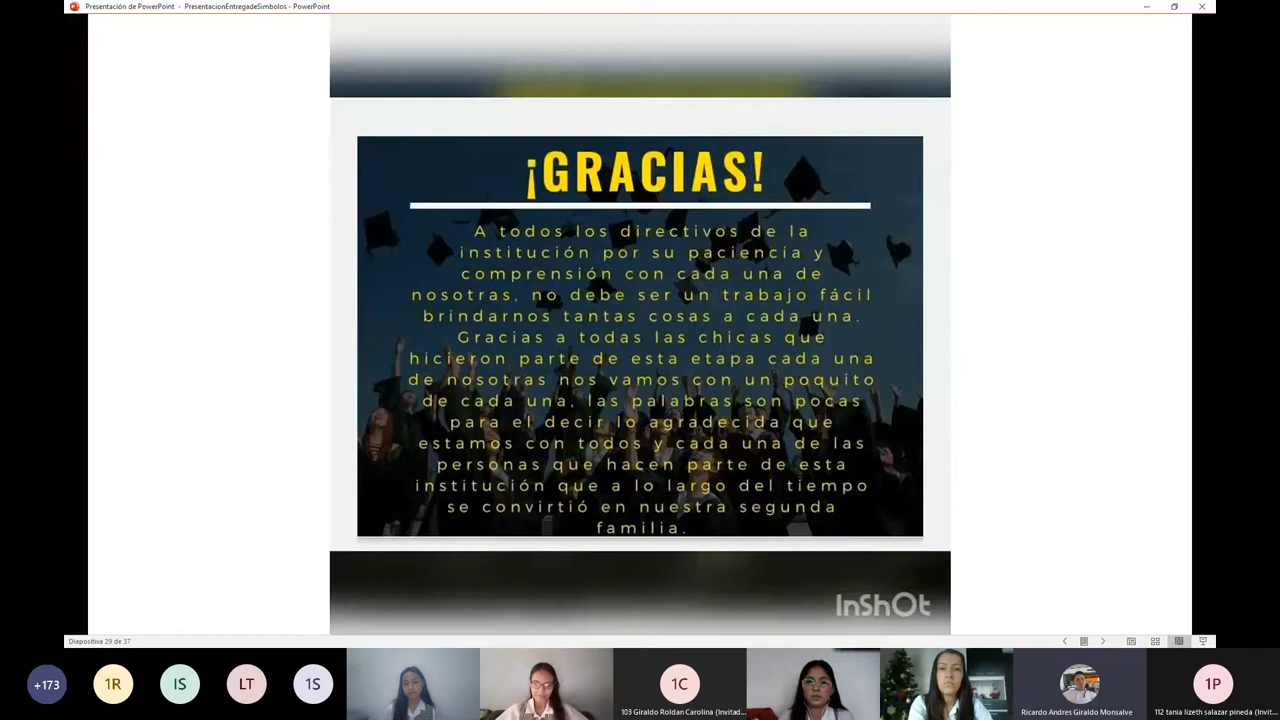 Presentación de PowerPoint - PresentacionEntregadeSimbolos - PowerPoint
¡GRACIAS!
A todos los directivos de la
institución por su paciencia y
comprensión con cada una de
nosotras, no debe ser un trabajo fácil
brindarnos tantas cosas a cada una.
Gracias a todas las chicas que
hicieron parte de esta etapa cada una
de nosotras nos vamos con un poquito
de cada una, las palabras son pocas
para el decir lo agradecida que
estamos con todos y cada una de las
personas que hacen parte de esta
institución que a lo largo del tiempo
se convirtió en nuestra segunda
familia.
InShOt
Diapositiva 29 de 37
+173
1R
IS
LT
1S
1C
103 Giraldo Roldan Carolina (Invitad...
Ricardo Andres Giraldo Monsalve
1P
112 tania lizeth salazar pineda (Invit...